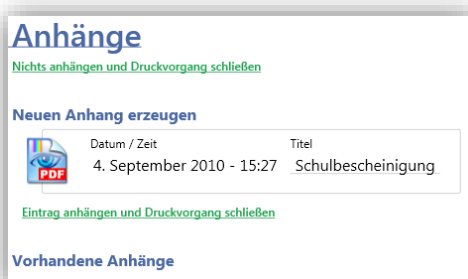 Anhänge
Nichts anhängen und Druckvorgang schließen
Neuen Anhang erzeugen
Datum / Zeit Titel
PDF 4. September 2010 - 15:27 Schulbescheinigung
Eintrag anhängen und Druckvorgang schließen
Vorhandene Anhänge